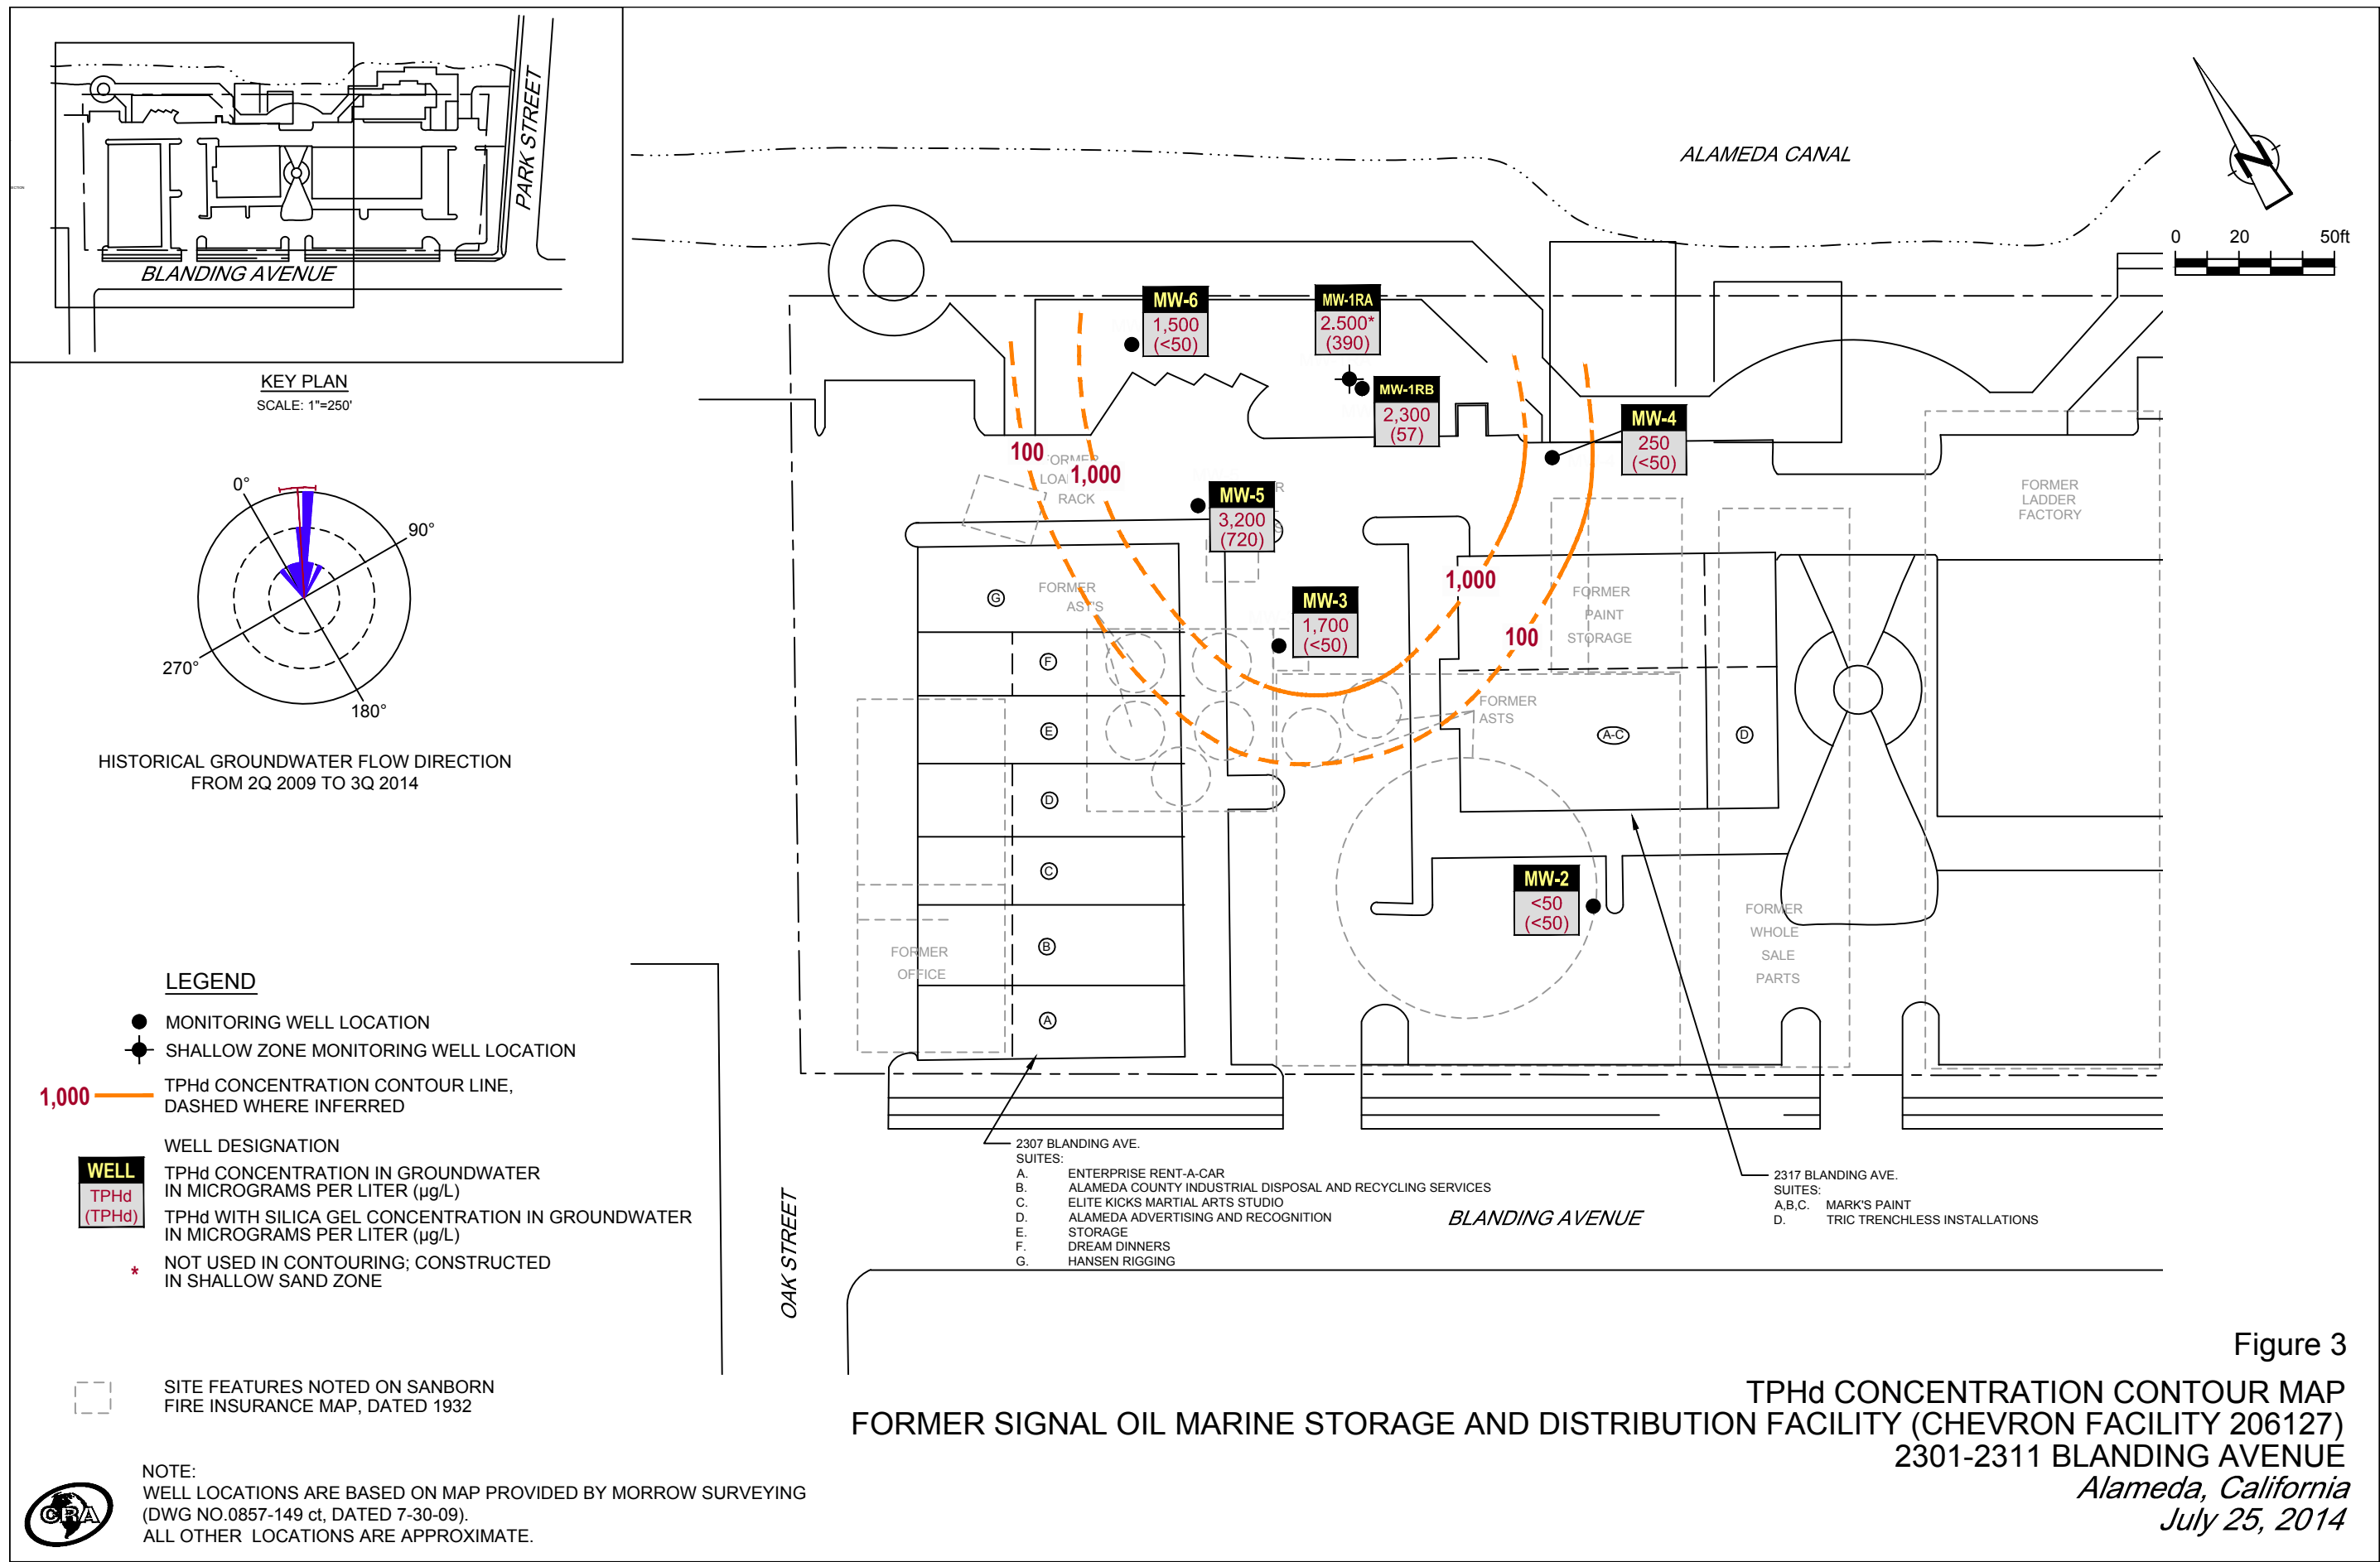 PARK STREET
BLANDING AVENUE
KEY PLAN
SCALE: 1"=250'
0°
90°
180°
270°
HISTORICAL GROUNDWATER FLOW DIRECTION
FROM 2Q 2009 TO 3Q 2014
ALAMEDA CANAL
N
0 20 50ft
MW-6
1,500
(<50)
MW-1RA
2.500*
(390)
MW-1RB
2,300
(57)
MW-4
250
(<50)
100
1,000
RACK
MW-5
3,200
(720)
FORMER
LADDER
FACTORY
FORMER
AST'S
MW-3
1,700
(<50)
1,000
100
FORMER
PAINT
STORAGE
FORMER
ASTS
G
F
E
D
C
B
A
A-C
D
MW-2
<50
(<50)
FORMER
WHOLE
SALE
PARTS
FORMER
OFFICE
LEGEND
MONITORING WELL LOCATION
SHALLOW ZONE MONITORING WELL LOCATION
1,000
TPHd CONCENTRATION CONTOUR LINE,
DASHED WHERE INFERRED
WELL DESIGNATION
WELL
TPHd
(TPHd)
TPHd CONCENTRATION IN GROUNDWATER
IN MICROGRAMS PER LITER (µg/L)
TPHd WITH SILICA GEL CONCENTRATION IN GROUNDWATER
IN MICROGRAMS PER LITER (µg/L)
*
NOT USED IN CONTOURING; CONSTRUCTED
IN SHALLOW SAND ZONE
SITE FEATURES NOTED ON SANBORN
FIRE INSURANCE MAP, DATED 1932
2307 BLANDING AVE.
SUITES:
A. ENTERPRISE RENT-A-CAR
B. ALAMEDA COUNTY INDUSTRIAL DISPOSAL AND RECYCLING SERVICES
C. ELITE KICKS MARTIAL ARTS STUDIO
D. ALAMEDA ADVERTISING AND RECOGNITION
E. STORAGE
F. DREAM DINNERS
G. HANSEN RIGGING
2317 BLANDING AVE.
SUITES:
A,B,C. MARK'S PAINT
D. TRIC TRENCHLESS INSTALLATIONS
BLANDING AVENUE
OAK STREET
NOTE:
WELL LOCATIONS ARE BASED ON MAP PROVIDED BY MORROW SURVEYING
(DWG NO.0857-149 ct, DATED 7-30-09).
ALL OTHER LOCATIONS ARE APPROXIMATE.
CRA
Figure 3
TPHd CONCENTRATION CONTOUR MAP
FORMER SIGNAL OIL MARINE STORAGE AND DISTRIBUTION FACILITY (CHEVRON FACILITY 206127)
2301-2311 BLANDING AVENUE
Alameda, California
July 25, 2014